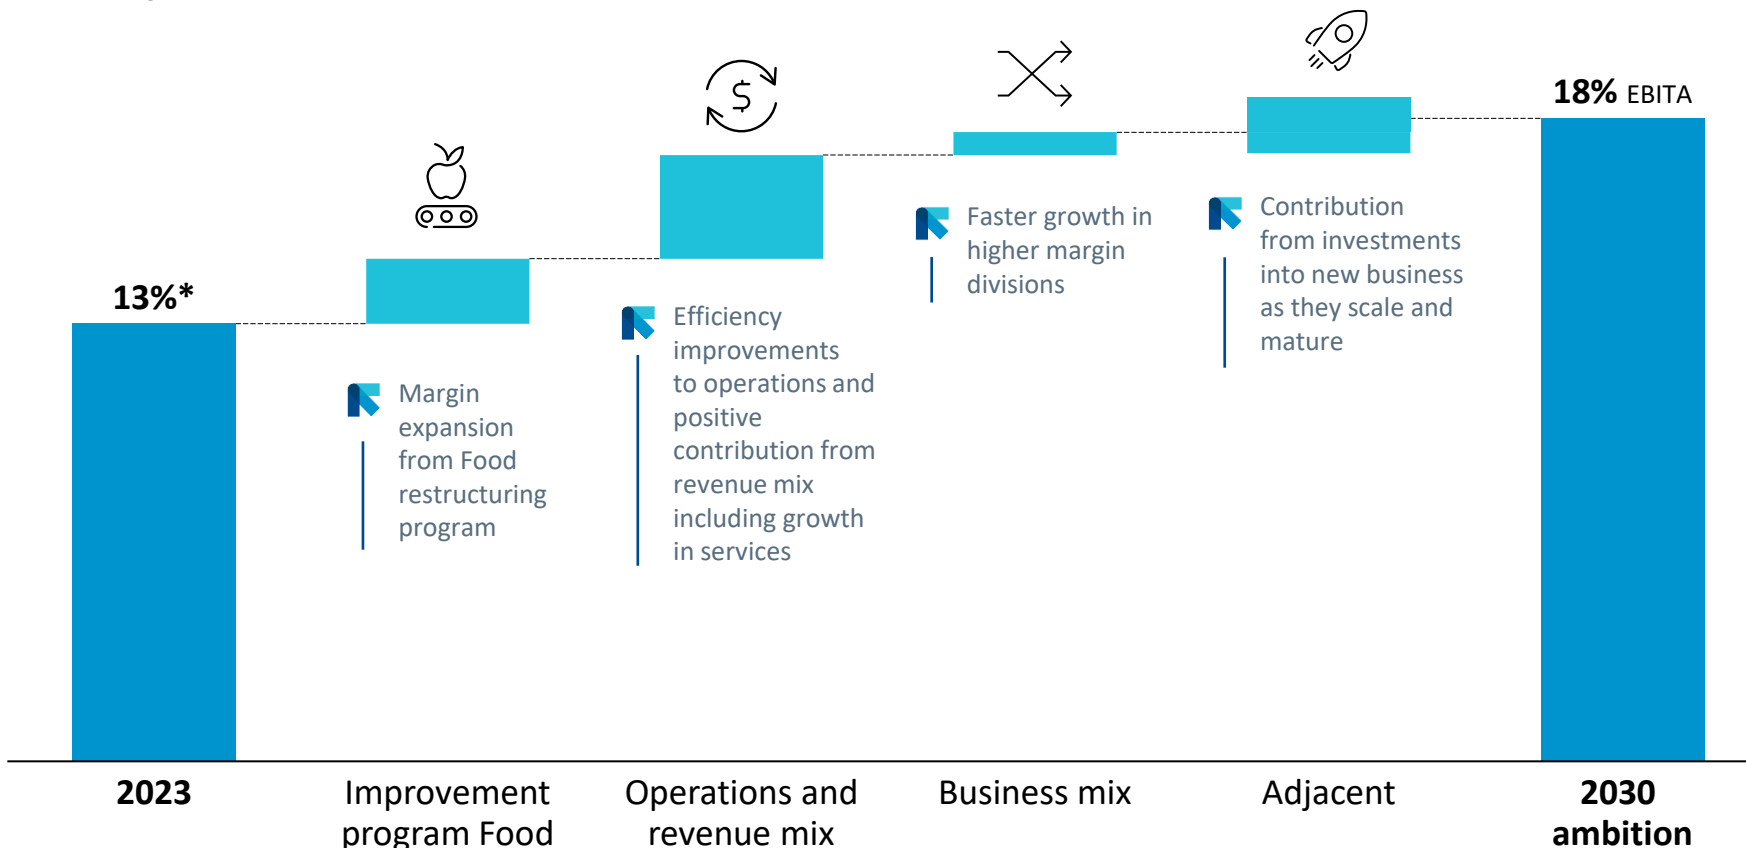 18% EBITA
13%*
Margin
expansion
from Food
restructuring
program
Efficiency
improvements
to operations and
positive
contribution from
revenue mix
including growth
in services
Faster growth in
higher margin
divisions
Contribution
from investments
into new business
as they scale and
mature
$
2023
Improvement
program Food
Operations and
revenue mix
Business mix
Adjacent
2030
ambition